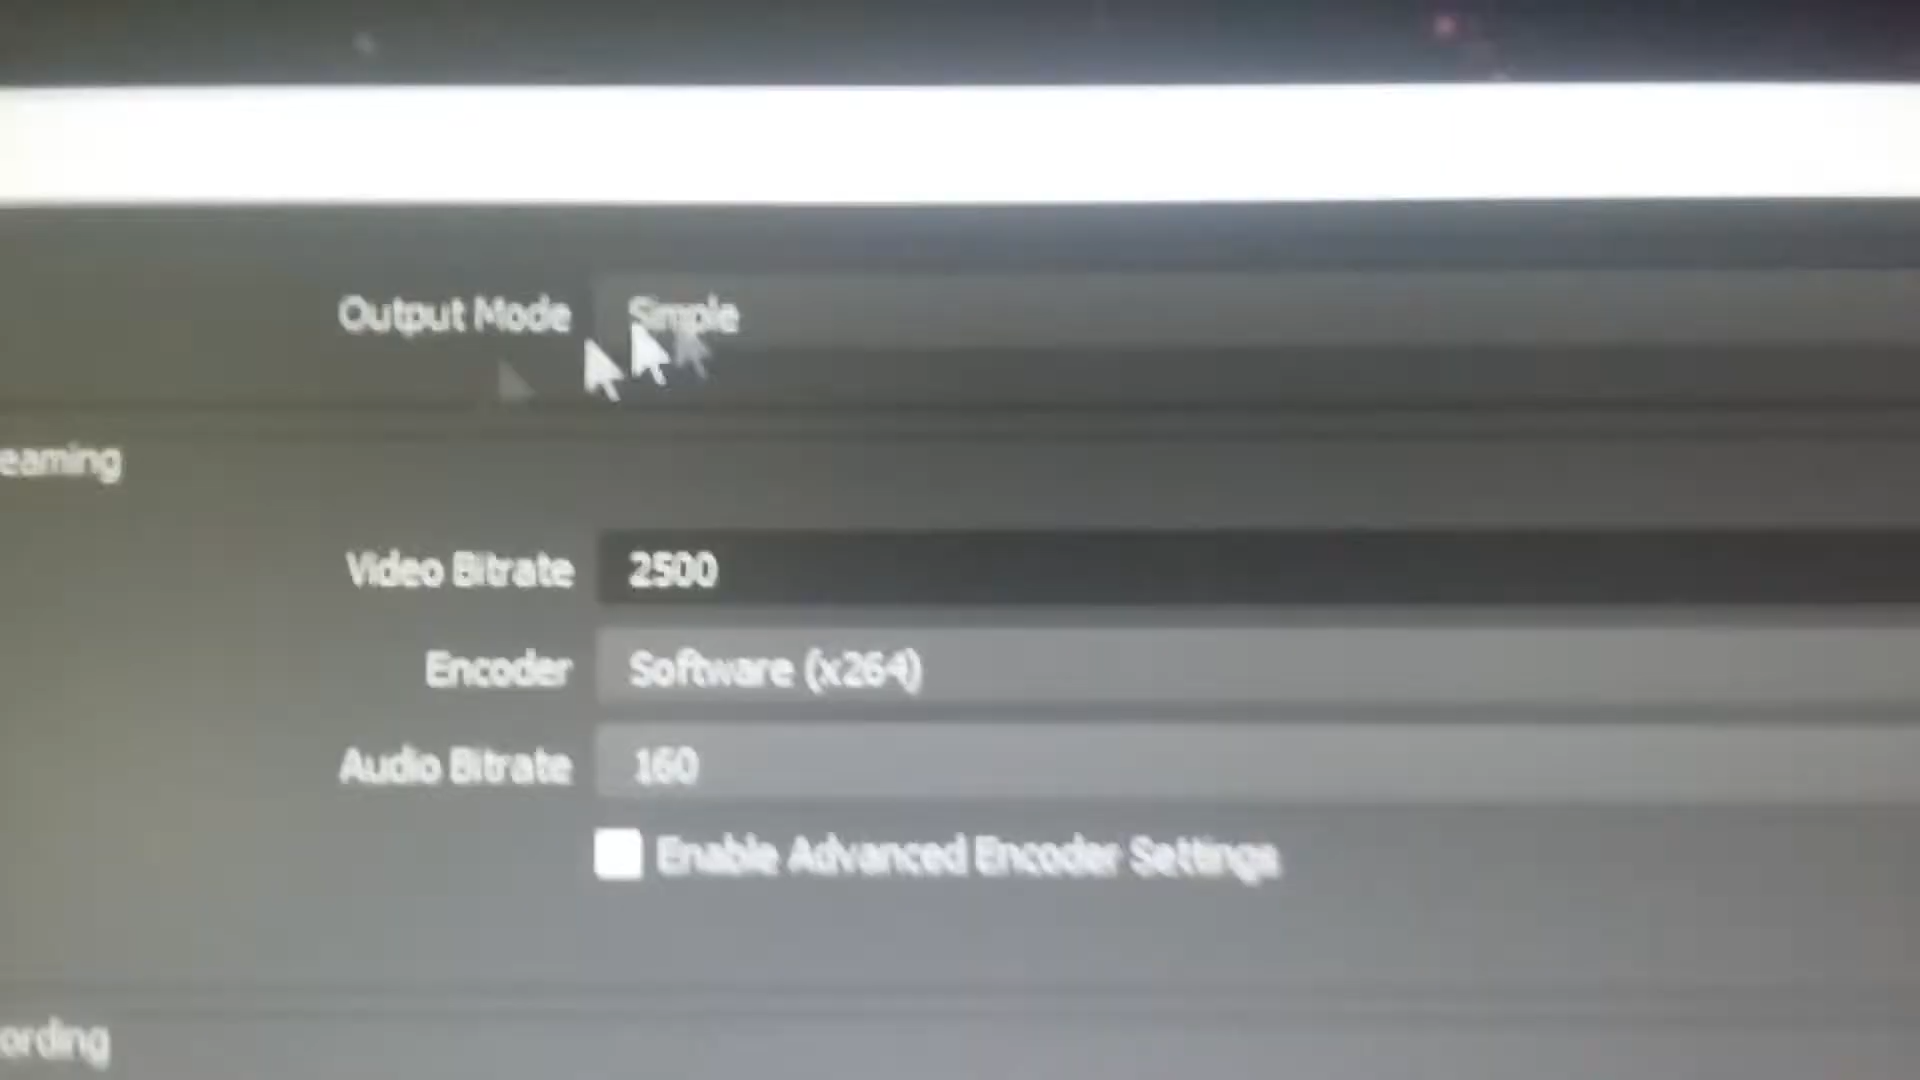 Output Mode Simple
eaming
Video Bitrate 2500
Encoder Software (x264)
Audio Bitrate 160
Enable Advanced Encoder Settings
ording